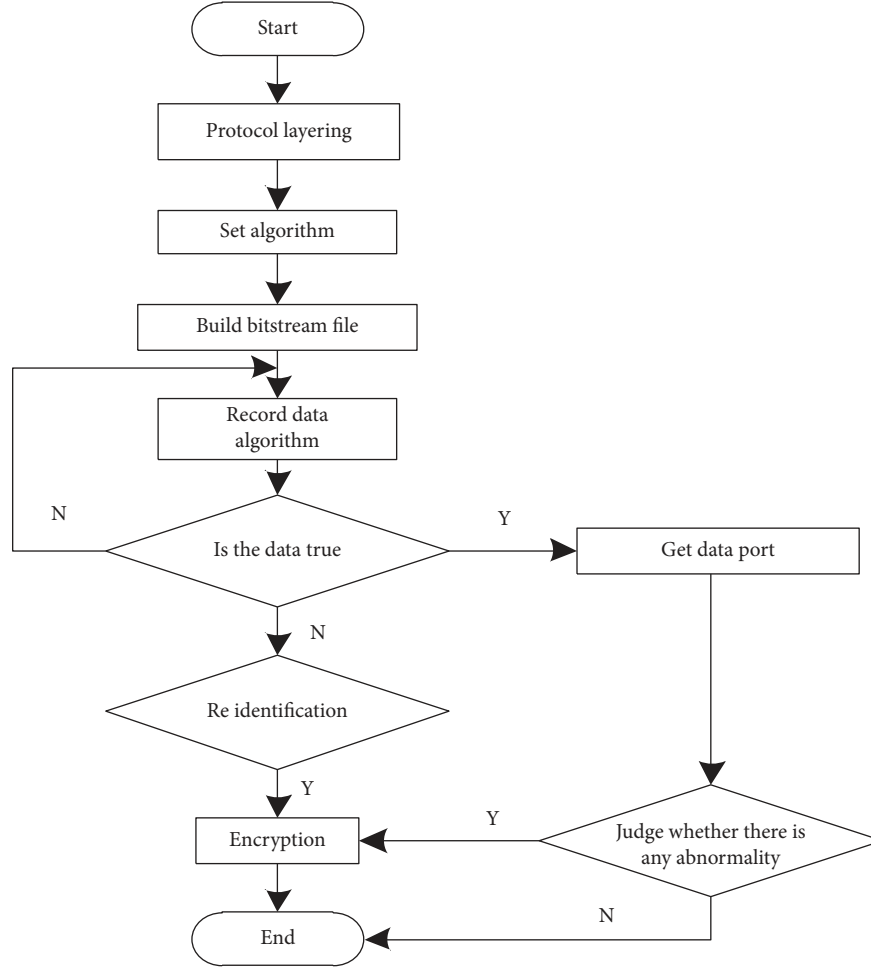 Start
Protocol layering
Set algorithm
Build bitstream file
Record data
algorithm
N
Y
Is the data true
Get data port
N
Re identification
Y
Y
Encryption
Judge whether there is
any abnormality
N
End